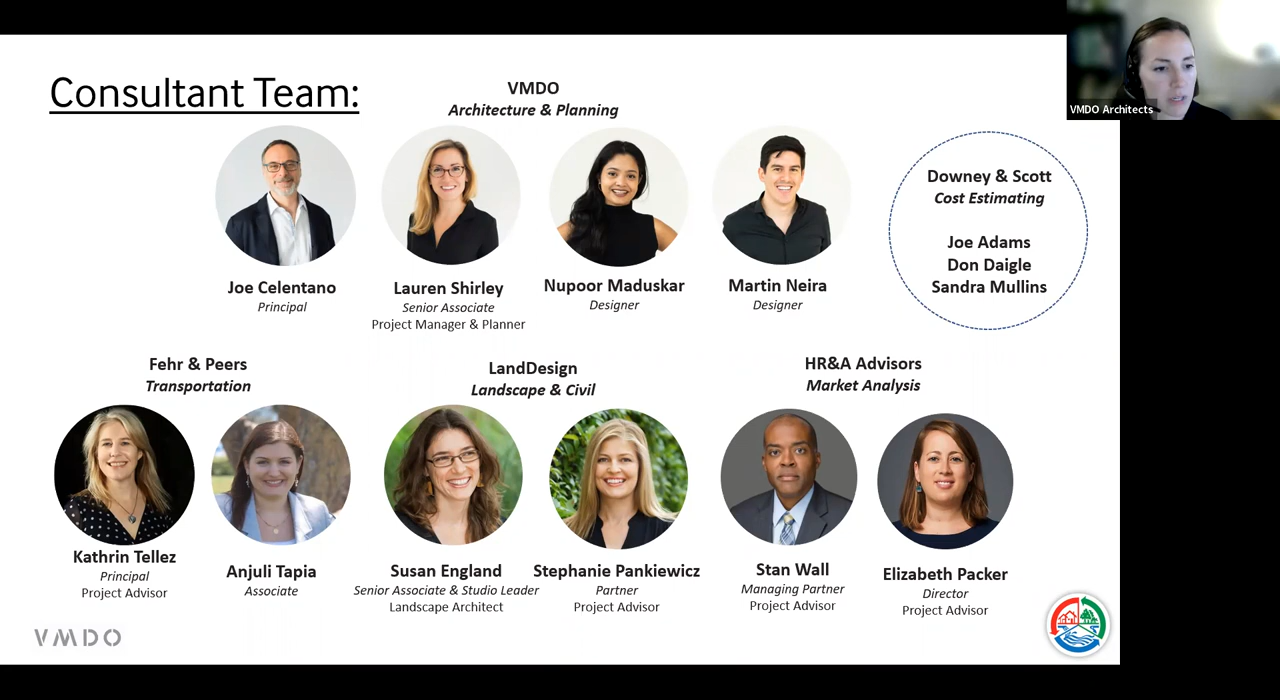 Consultant Team:
VMDO
Architecture & Planning
VMDO Architects
Joe Celentano
Principal
Lauren Shirley
Senior Associate
Project Manager & Planner
Nupoor Maduskar
Designer
Martin Neira
Designer
Downey & Scott
Cost Estimating
Joe Adams
Don Daigle
Sandra Mullins
Fehr & Peers
Transportation
LandDesign
Landscape & Civil
HR&A Advisors
Market Analysis
Kathrin Tellez
Principal
Project Advisor
Anjuli Tapia
Associate
Susan England
Senior Associate & Studio Leader
Landscape Architect
Stephanie Pankiewicz
Partner
Project Advisor
Stan Wall
Managing Partner
Project Advisor
Elizabeth Packer
Director
Project Advisor
VMDO